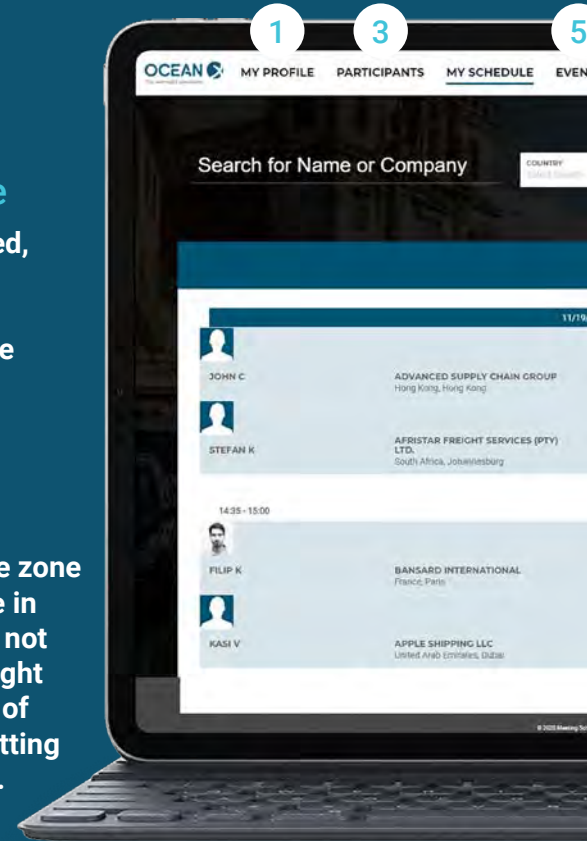 e
ed,
e
e zone
e in
not
ght
of
tting
.
1
3
5
OCEAN
MY PROFILE
PARTICIPANTS
MY SCHEDULE
EVEN
Search for Name or Company
COUNTRY
11/19/
JOHN C
ADVANCED SUPPLY CHAIN GROUP
Hong Kong, Hong Kong
STEFAN K
AFRISTAR FREIGHT SERVICES (PTY)
LTD.
South Africa, Johannesburg
14:35 - 15:00
FILIP K
BANSARD INTERNATIONAL
France, Paris
KASI V
APPLE SHIPPING LLC
United Arab Emirates, Dubai